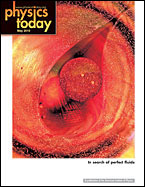 physics
today
May 2010
In search of perfect fluids